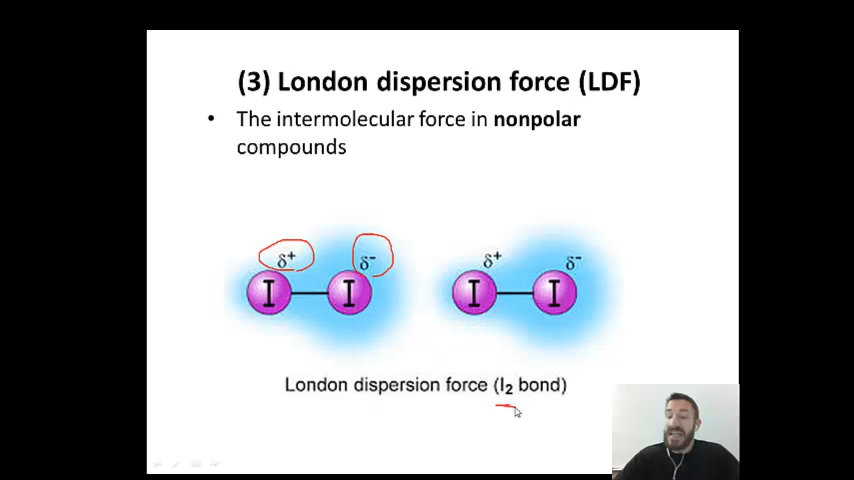 (3) London dispersion force (LDF)
• The intermolecular force in nonpolar
compounds
δ+ δ- δ+ δ-
I I I I
London dispersion force (I2 bond)